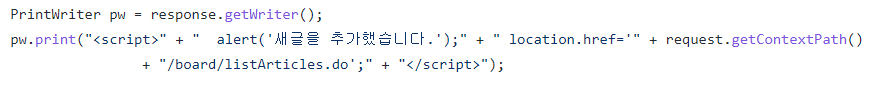 PrintWriter pw = response.getWriter();
pw.print("<script>" + "  alert('새글을 추가했습니다.');" + " location.href='" + request.getContextPath()
+ "/board/listArticles.do';" + "</script>");